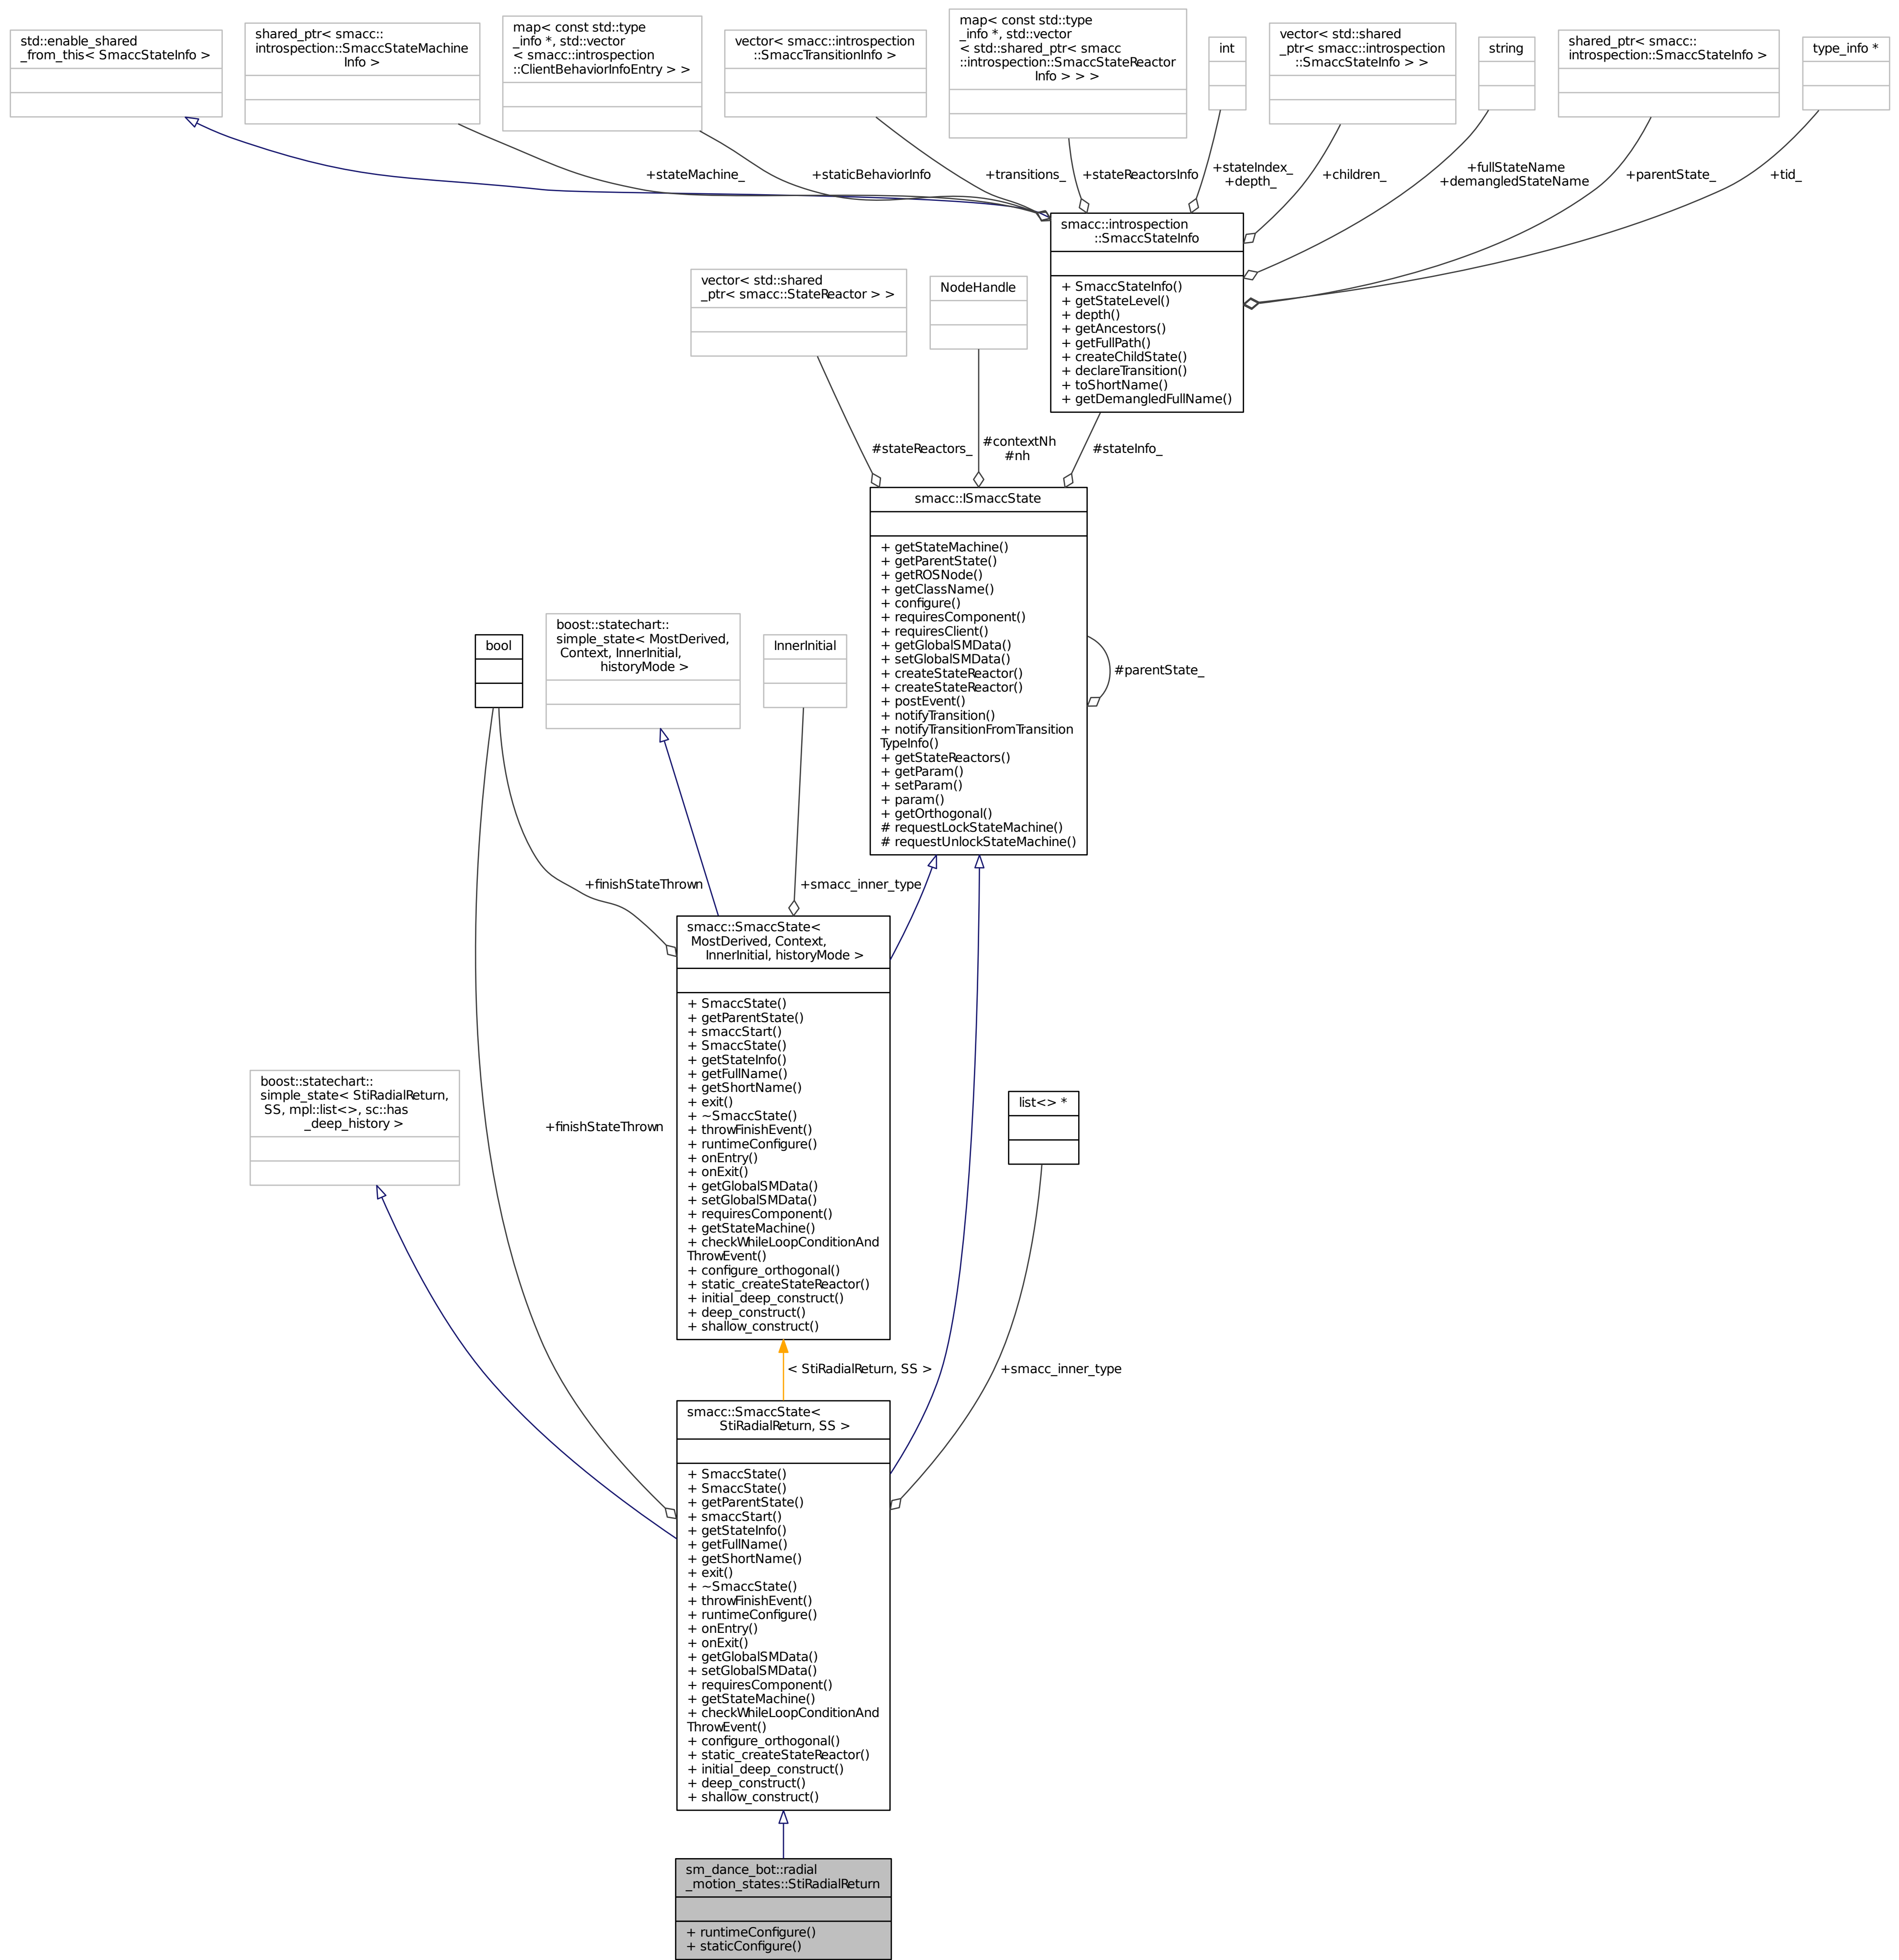 std::enable_shared
_from_this< SmaccStateInfo >
shared_ptr< smacc::
introspection::SmaccStateMachine
Info >
map< const std::type
_info *, std::vector
< smacc::introspection
::ClientBehaviorInfoEntry > >
vector< smacc::introspection
::SmaccTransitionInfo >
map< const std::type
_info *, std::vector
< std::shared_ptr< smacc
::introspection::SmaccStateReactor
Info > > >
int
vector< std::shared
_ptr< smacc::introspection
::SmaccStateInfo > >
string
shared_ptr< smacc::
introspection::SmaccStateInfo >
type_info *
+stateMachine_
+staticBehaviorInfo
+transitions_
+stateReactorsInfo
+stateIndex_
+depth_
+children_
+fullStateName
+demangledStateName
+parentState_
+tid_
smacc::introspection
::SmaccStateInfo
+ SmaccStateInfo()
+ getStateLevel()
+ depth()
+ getAncestors()
+ getFullPath()
+ createChildState()
+ declareTransition()
+ toShortName()
+ getDemangledFullName()
vector< std::shared
_ptr< smacc::StateReactor > >
NodeHandle
#stateReactors_
#contextNh
#nh
#stateInfo_
smacc::ISmaccState
+ getStateMachine()
+ getParentState()
+ getROSNode()
+ getClassName()
+ configure()
+ requiresComponent()
+ requiresClient()
+ getGlobalSMData()
+ setGlobalSMData()
+ createStateReactor()
+ createStateReactor()
+ postEvent()
+ notifyTransition()
+ notifyTransitionFromTransition
TypeInfo()
+ getStateReactors()
+ getParam()
+ setParam()
+ param()
+ getOrthogonal()
# requestLockStateMachine()
# requestUnlockStateMachine()
#parentState_
bool
boost::statechart::
simple_state< MostDerived,
Context, InnerInitial,
historyMode >
InnerInitial
+finishStateThrown
+smacc_inner_type
smacc::SmaccState<
MostDerived, Context,
InnerInitial, historyMode >
+ SmaccState()
+ getParentState()
+ smaccStart()
+ SmaccState()
+ getStateInfo()
+ getFullName()
+ getShortName()
+ exit()
+ ~SmaccState()
+ throwFinishEvent()
+ runtimeConfigure()
+ onEntry()
+ onExit()
+ getGlobalSMData()
+ setGlobalSMData()
+ requiresComponent()
+ getStateMachine()
+ checkWhileLoopConditionAnd
ThrowEvent()
+ configure_orthogonal()
+ static_createStateReactor()
+ initial_deep_construct()
+ deep_construct()
+ shallow_construct()
boost::statechart::
simple_state< StiRadialReturn,
SS, mpl::list<>, sc::has
_deep_history >
+finishStateThrown
list<> *
< StiRadialReturn, SS >
+smacc_inner_type
smacc::SmaccState<
StiRadialReturn, SS >
+ SmaccState()
+ SmaccState()
+ getParentState()
+ smaccStart()
+ getStateInfo()
+ getFullName()
+ getShortName()
+ exit()
+ ~SmaccState()
+ throwFinishEvent()
+ runtimeConfigure()
+ onEntry()
+ onExit()
+ getGlobalSMData()
+ setGlobalSMData()
+ requiresComponent()
+ getStateMachine()
+ checkWhileLoopConditionAnd
ThrowEvent()
+ configure_orthogonal()
+ static_createStateReactor()
+ initial_deep_construct()
+ deep_construct()
+ shallow_construct()
sm_dance_bot::radial
_motion_states::StiRadialReturn
+ runtimeConfigure()
+ staticConfigure()